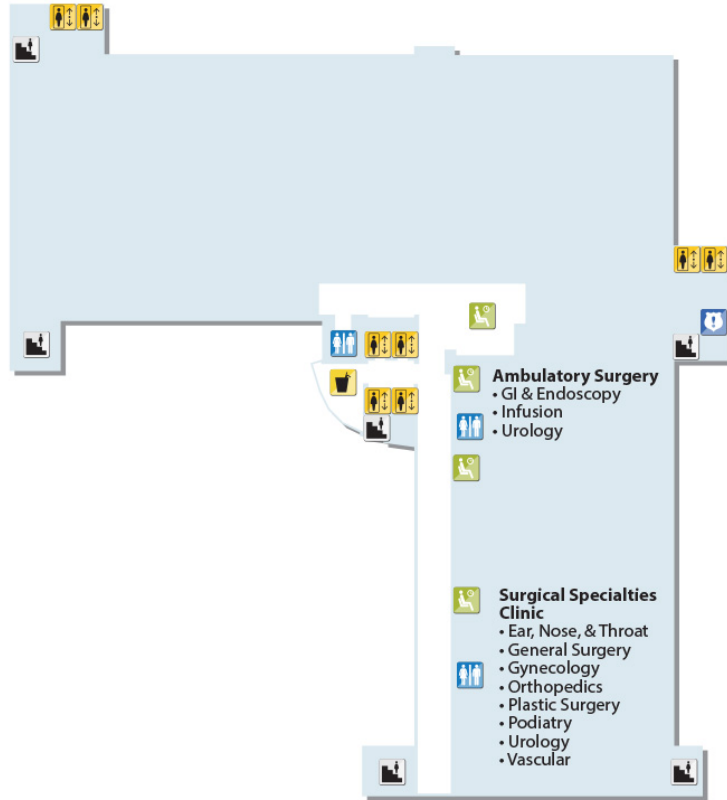 Ambulatory Surgery
• GI & Endoscopy
• Infusion
• Urology
Surgical Specialties
Clinic
• Ear, Nose, & Throat
• General Surgery
• Gynecology
• Orthopedics
• Plastic Surgery
• Podiatry
• Urology
• Vascular